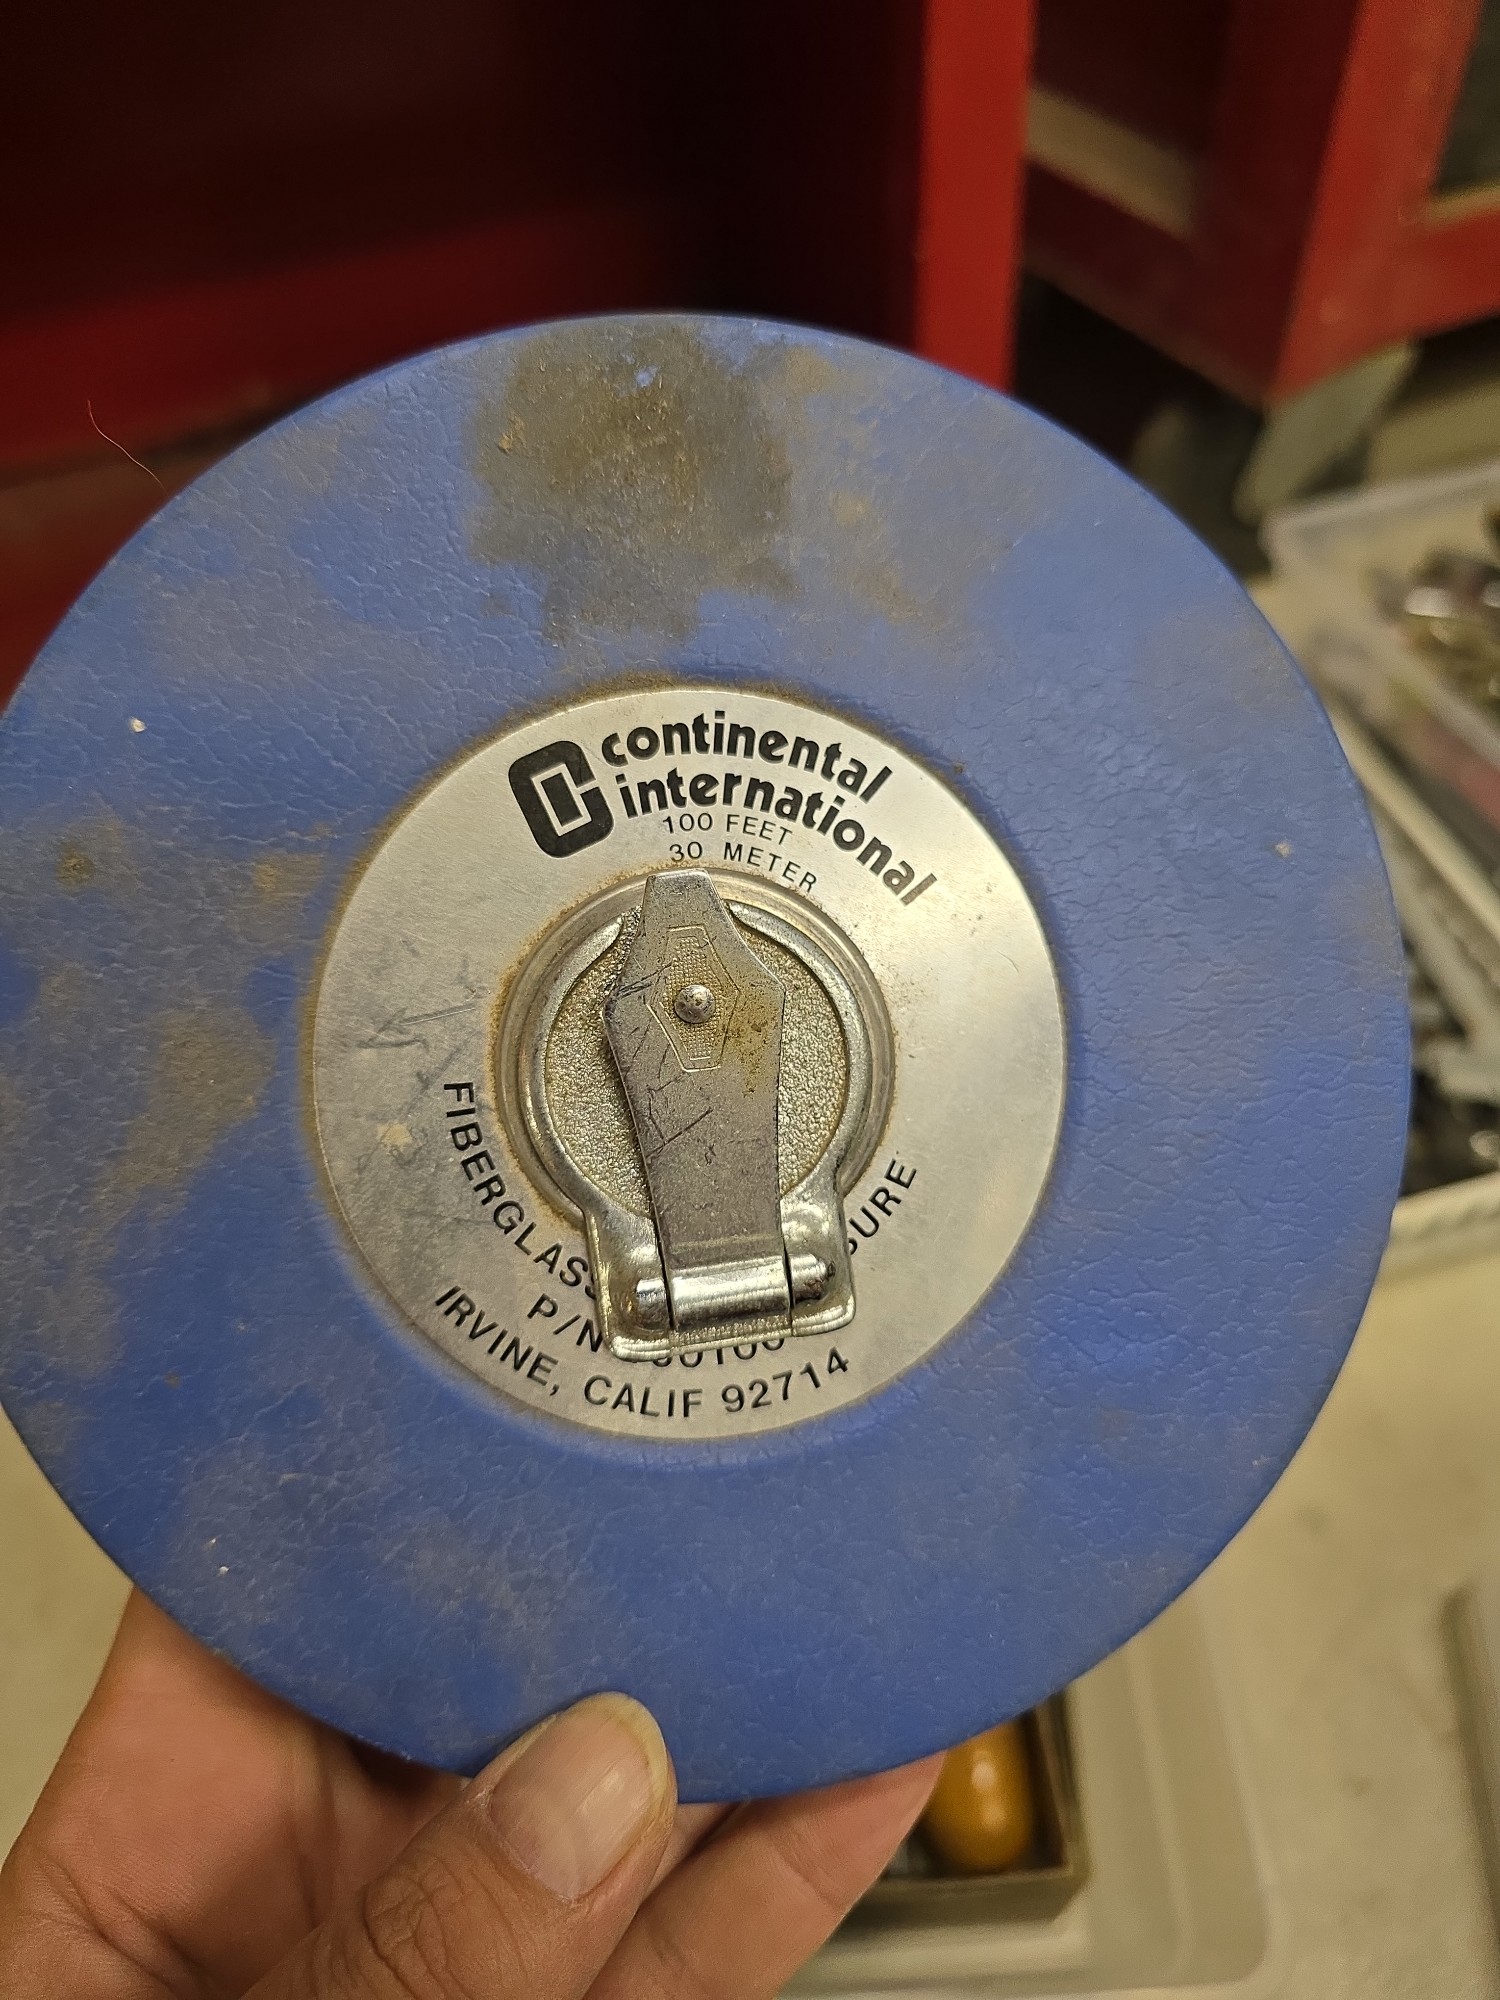 continental
international
100 FEET
30 METER
FIBERGLASS
P/N
IRVINE, CALIF 92714